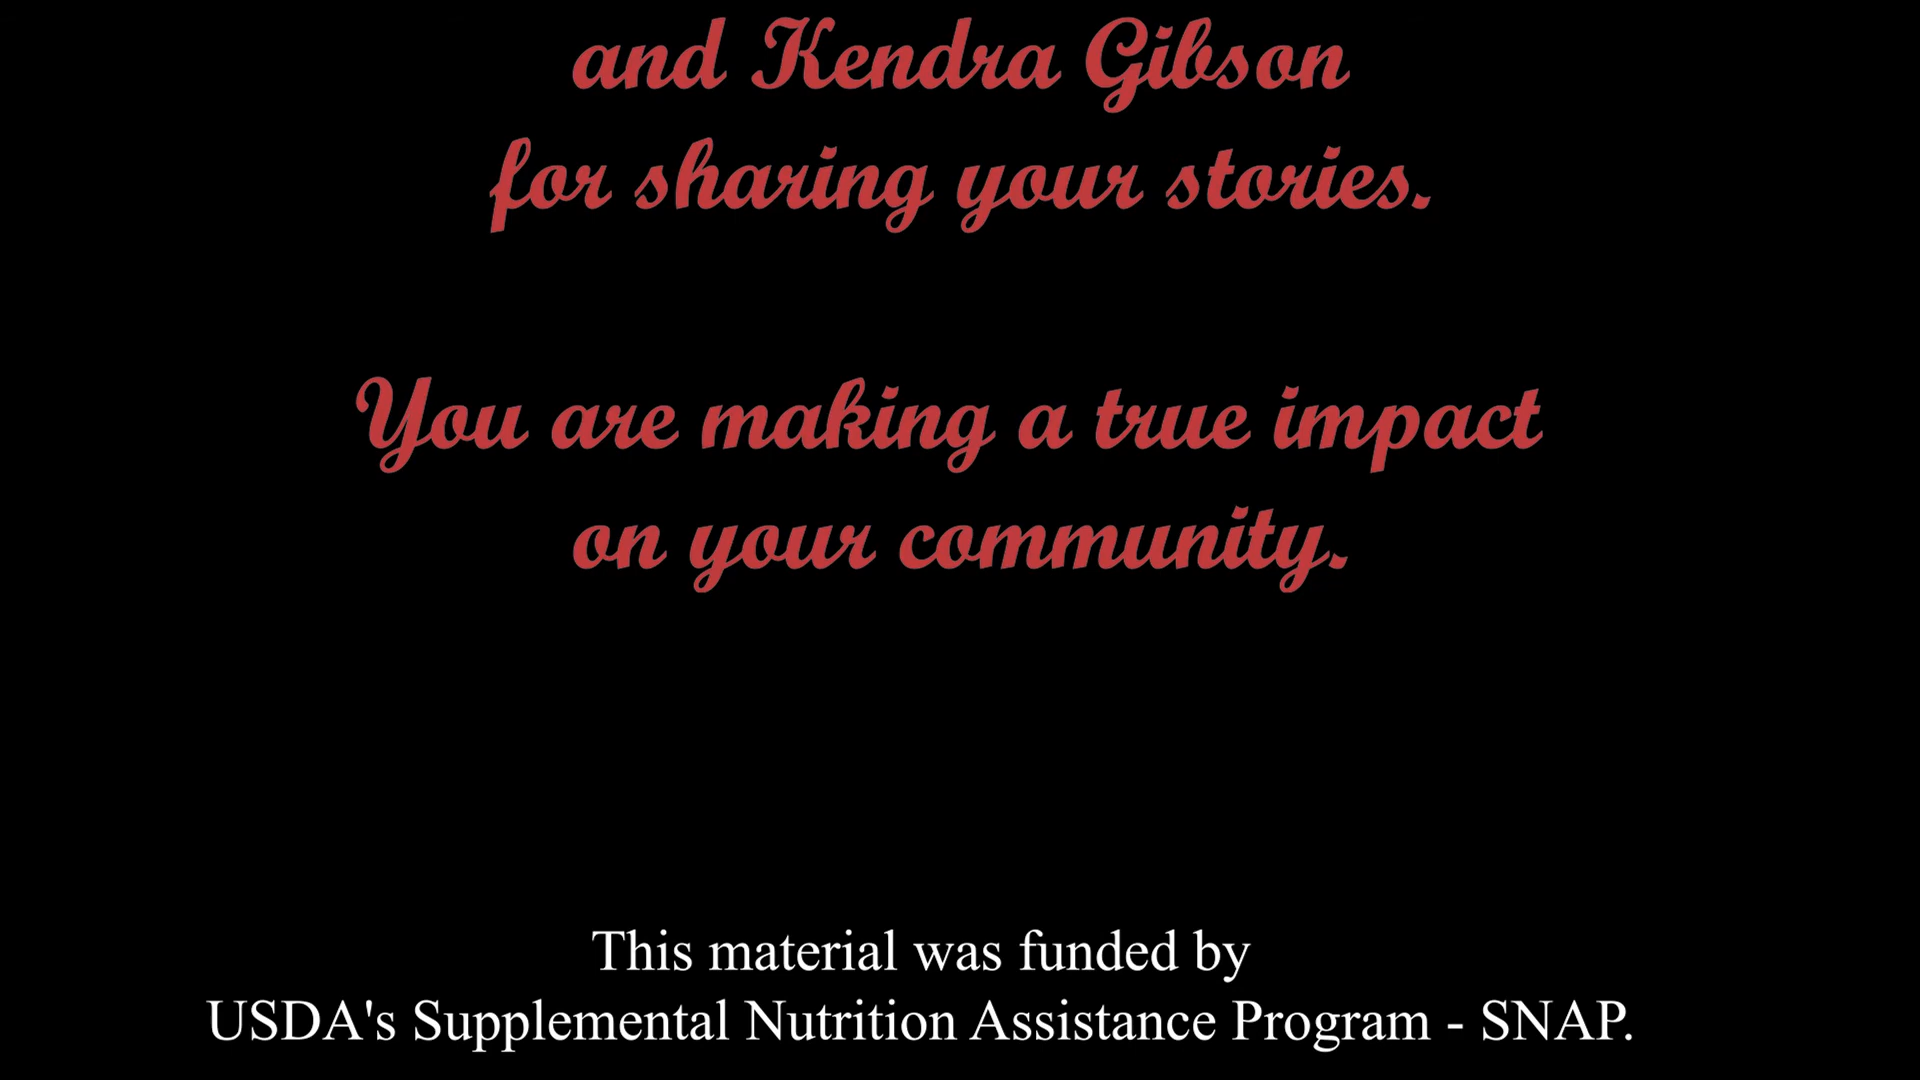 and Kendra Gibson
for sharing your stories.
You are making a true impact
on your community.
This material was funded by
USDA's Supplemental Nutrition Assistance Program - SNAP.